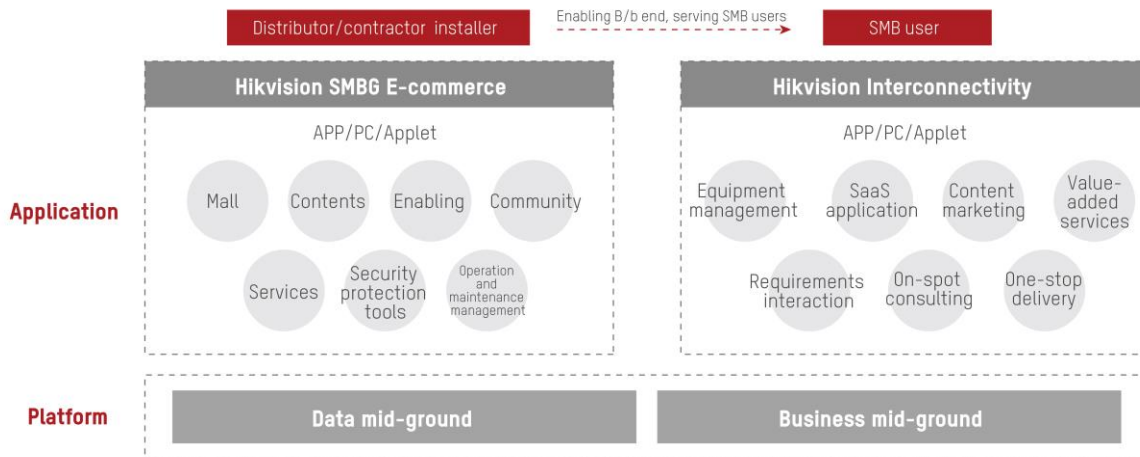 Distributor/contractor installer
Enabling B/b end, serving SMB users
SMB user
Hikvision SMBG E-commerce
Hikvision Interconnectivity
APP/PC/Applet
APP/PC/Applet
Application
Mall
Contents
Enabling
Community
Equipment
management
SaaS
application
Content
marketing
Value-
added
services
Services
Security
protection
tools
Operation
and
maintenance
management
Requirements
interaction
On-spot
consulting
One-stop
delivery
Platform
Data mid-ground
Business mid-ground